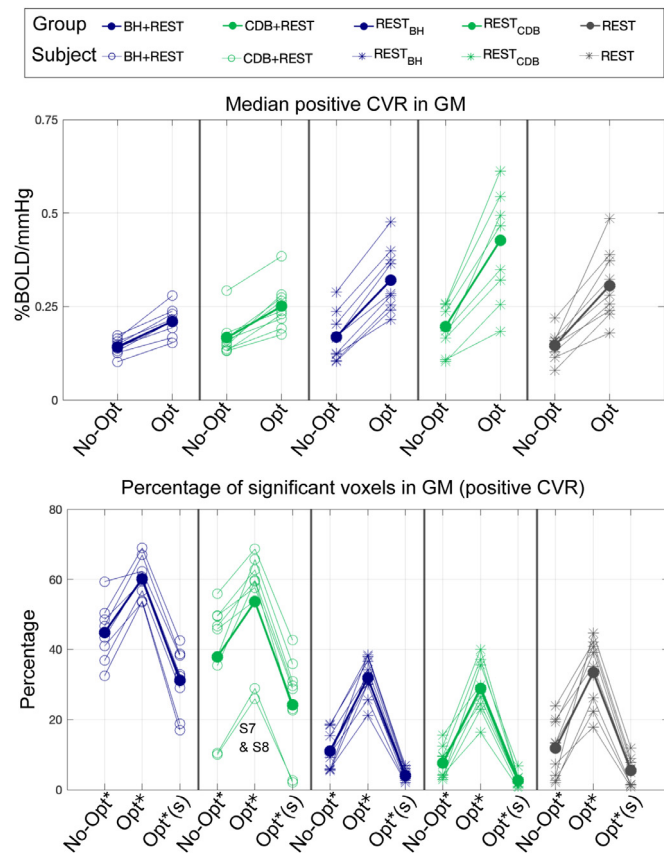 Group BH+REST CDB+REST REST_BH REST_CDB REST
Subject BH+REST CDB+REST REST_BH REST_CDB REST
Median positive CVR in GM
%BOLD/mmHg
0.75
0.5
0.25
0
No-Opt Opt No-Opt Opt No-Opt Opt No-Opt Opt No-Opt Opt
Percentage of significant voxels in GM (positive CVR)
Percentage
80
60
40
20
0
S7
& S8
No-Opt* Opt* Opt*(s) No-Opt* Opt* Opt*(s) No-Opt* Opt* Opt*(s) No-Opt* Opt* Opt*(s) No-Opt* Opt* Opt*(s)